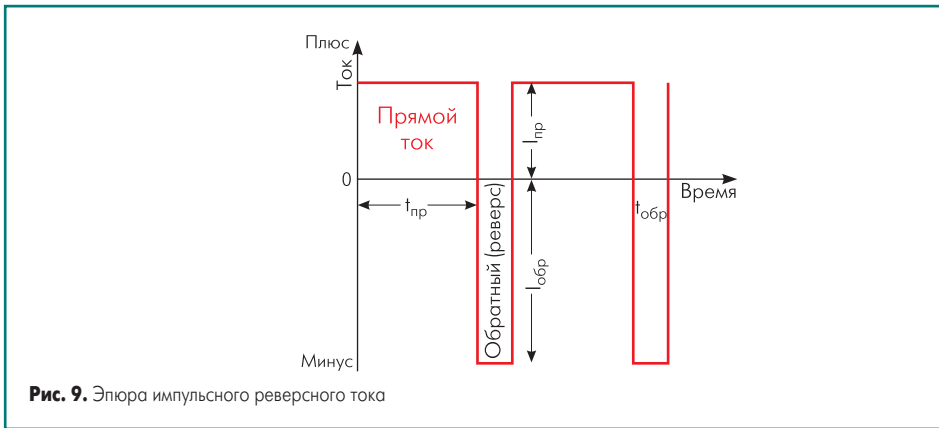 Плюс
Ток
Прямой
ток
Iпр
0
Время
tпр
tобр
Обратный (реверс)
Iобр
Минус
Рис. 9. Эпюра импульсного реверсного тока